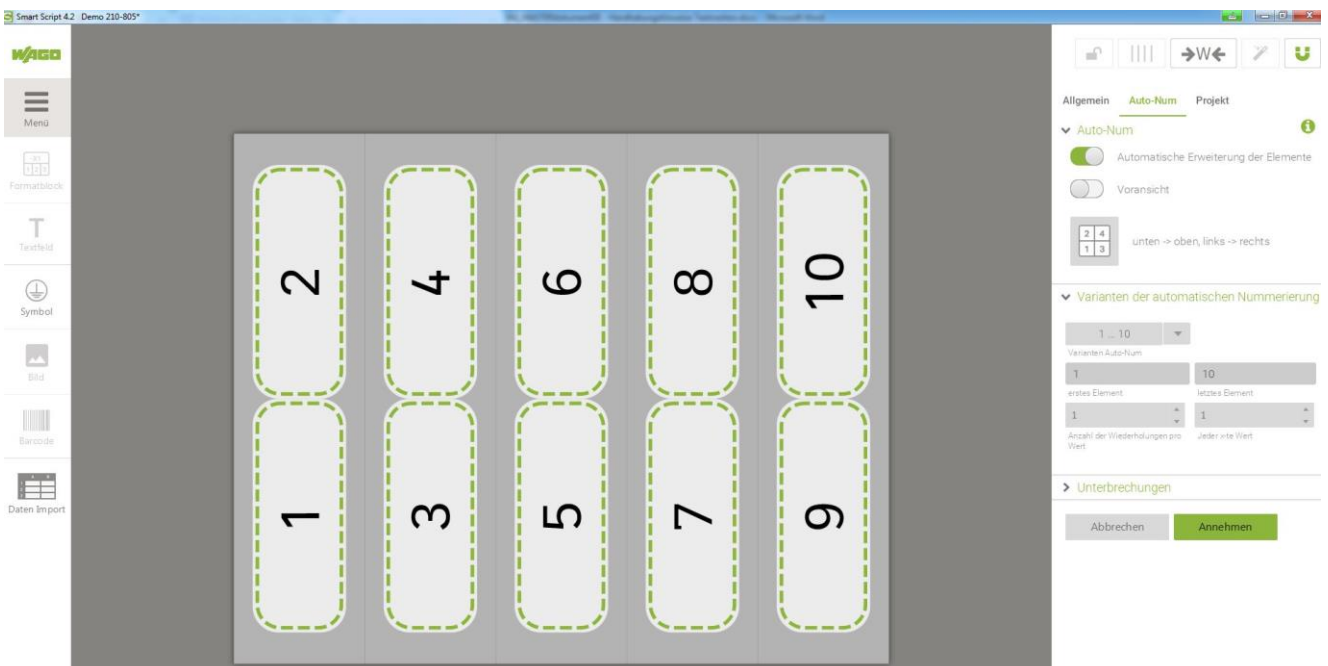 Smart Script 4.2 Demo 210-805*
WAGO
Menü
Formatblock
T
Textfeld
Symbol
Bild
Barcode
Daten Import
2 4 6 8 10
1 3 5 7 9
→W←
Allgemein Auto-Num Projekt
Auto-Num
Automatische Erweiterung der Elemente
Voransicht
2 4
1 3
unten -> oben, links -> rechts
Varianten der automatischen Nummerierung
1 ... 10
Varianten Auto-Num
1 10
erstes Element letztes Element
1 1
Anzahl der Wiederholungen pro Jeder x-te Wert
Wert
Unterbrechungen
Abbrechen Annehmen